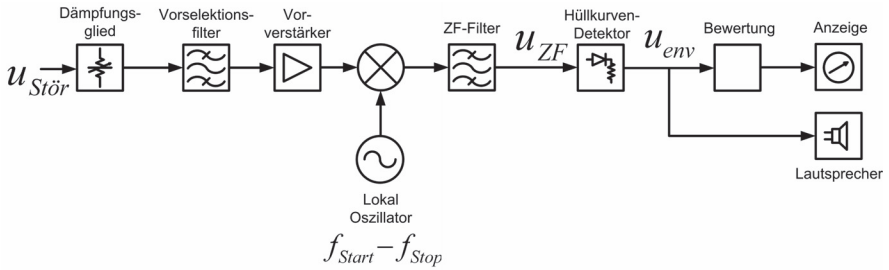 Dämpfungs-
glied
Vorselektions-
filter
Vor-
verstärker
ZF-Filter
Hüllkurven-
Detektor
Bewertung
Anzeige
u_Stör
u_ZF
u_env
Lautsprecher
Lokal
Oszillator
f_Start – f_Stop